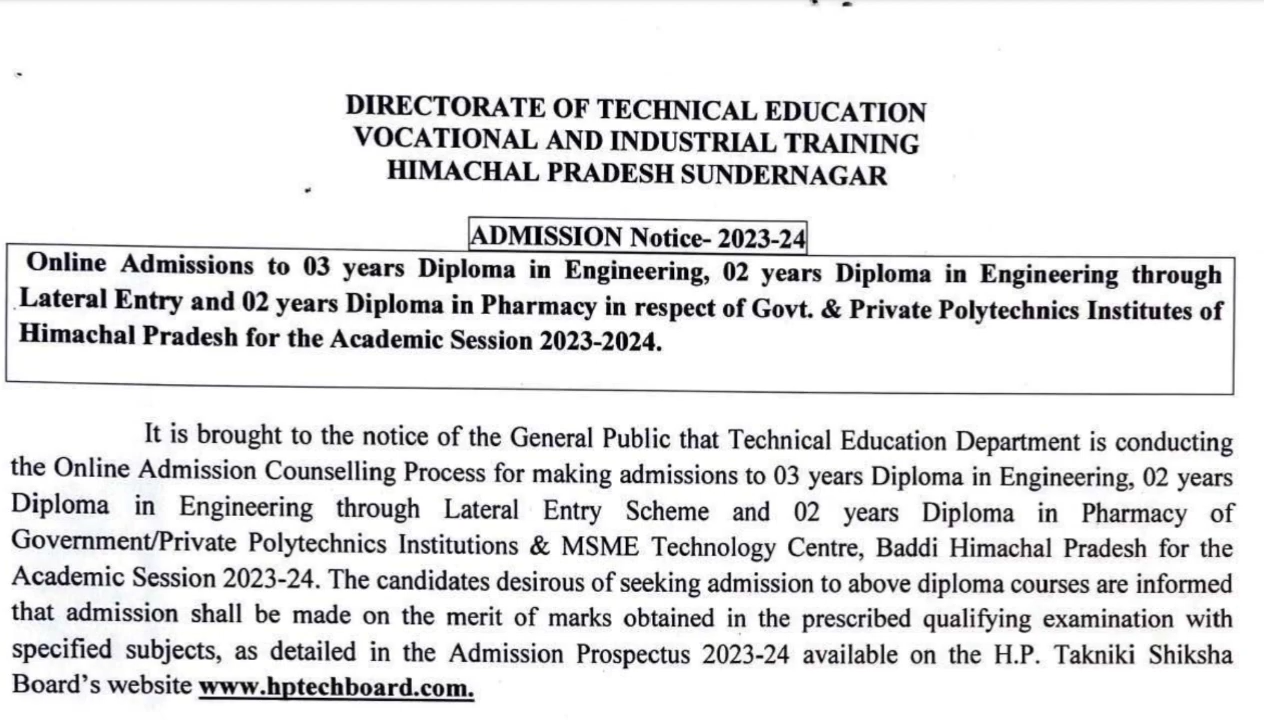 DIRECTORATE OF TECHNICAL EDUCATION
VOCATIONAL AND INDUSTRIAL TRAINING
HIMACHAL PRADESH SUNDERNAGAR
ADMISSION Notice- 2023-24
Online Admissions to 03 years Diploma in Engineering, 02 years Diploma in Engineering through
Lateral Entry and 02 years Diploma in Pharmacy in respect of Govt. & Private Polytechnics Institutes of
Himachal Pradesh for the Academic Session 2023-2024.
It is brought to the notice of the General Public that Technical Education Department is conducting
the Online Admission Counselling Process for making admissions to 03 years Diploma in Engineering, 02 years
Diploma in Engineering through Lateral Entry Scheme and 02 years Diploma in Pharmacy of
Government/Private Polytechnics Institutions & MSME Technology Centre, Baddi Himachal Pradesh for the
Academic Session 2023-24. The candidates desirous of seeking admission to above diploma courses are informed
that admission shall be made on the merit of marks obtained in the prescribed qualifying examination with
specified subjects, as detailed in the Admission Prospectus 2023-24 available on the H.P. Takniki Shiksha
Board's website www.hptechboard.com.